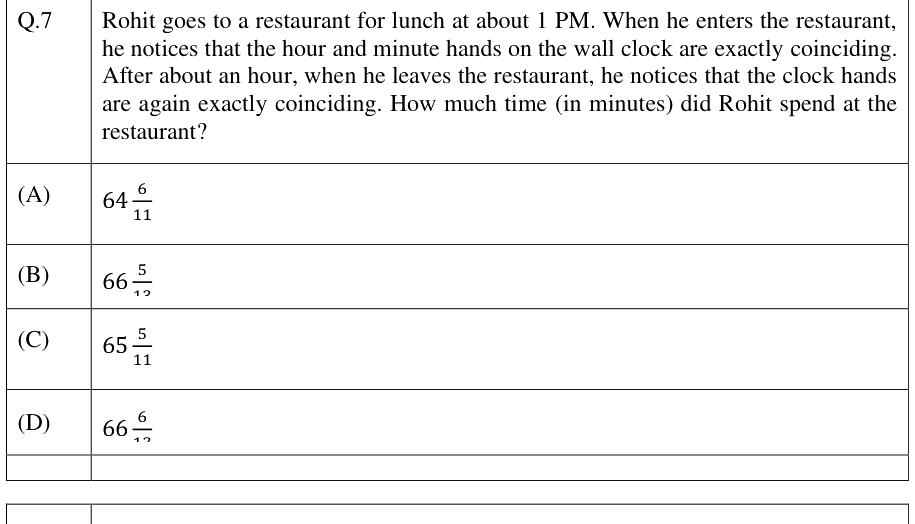 Q.7 Rohit goes to a restaurant for lunch at about 1 PM. When he enters the restaurant,
he notices that the hour and minute hands on the wall clock are exactly coinciding.
After about an hour, when he leaves the restaurant, he notices that the clock hands
are again exactly coinciding. How much time (in minutes) did Rohit spend at the
restaurant?
(A) 64 6/11
(B) 66 5/13
(C) 65 5/11
(D) 66 6/13